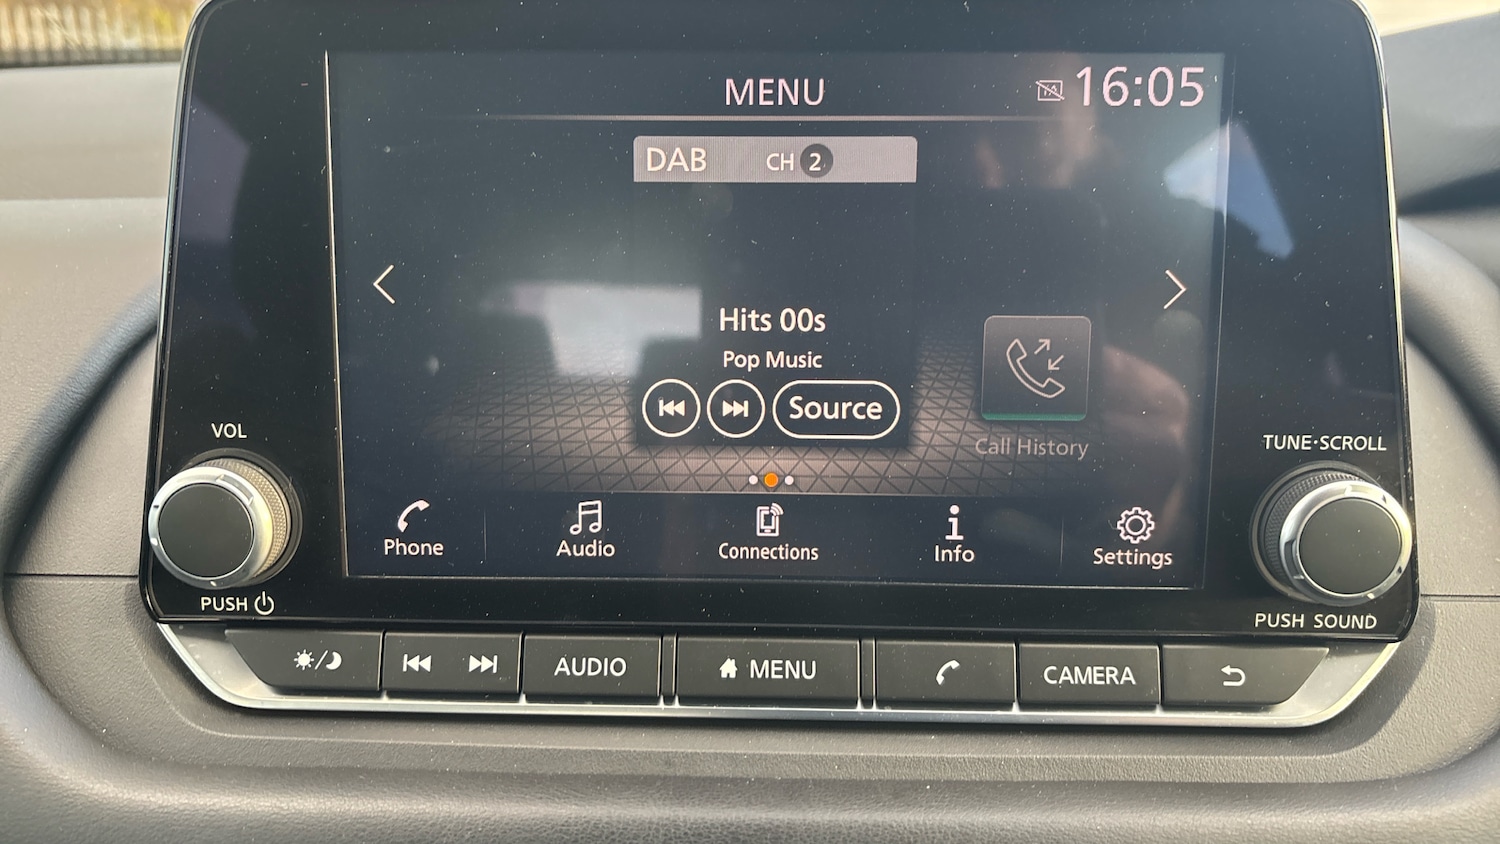 MENU
TA 16:05
DAB CH 2
Hits 00s
Pop Music
Source
Call History
VOL
TUNE·SCROLL
Phone
Audio
Connections
Info
Settings
PUSH
PUSH SOUND
AUDIO
MENU
CAMERA